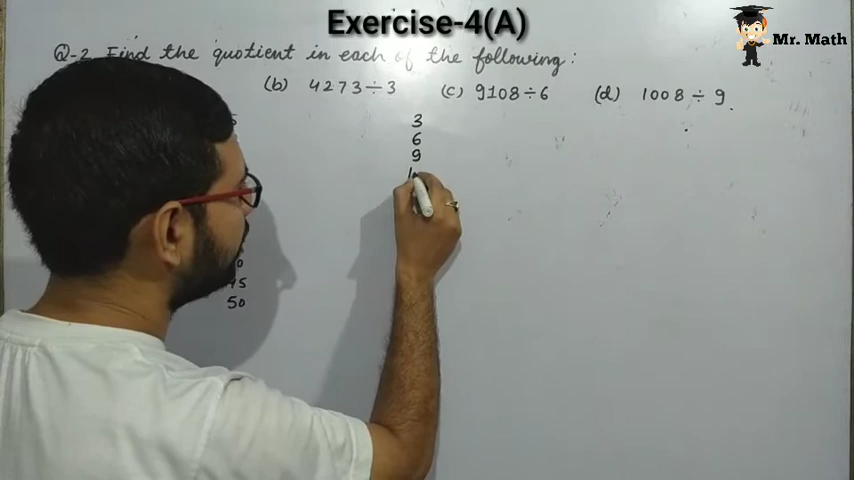 Exercise-4(A)
Mr. Math
Q-2 Find the quotient in each of the following:
(b) 4273÷3 (c) 9108÷6 (d) 1008÷9
3
6
9
45
50